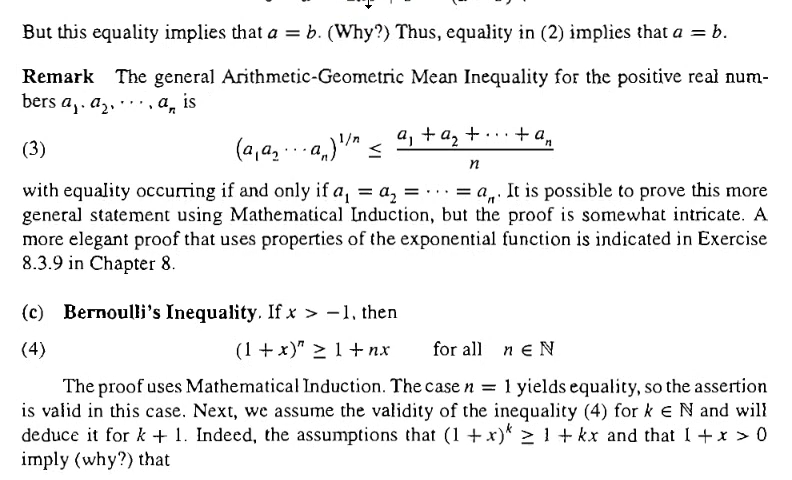 But this equality implies that a = b. (Why?) Thus, equality in (2) implies that a = b.
Remark The general Arithmetic-Geometric Mean Inequality for the positive real num-
bers a₁, a₂, ···, aₙ is
(3) (a₁a₂ ··· aₙ)^{1/n} ≤ (a₁ + a₂ + ··· + aₙ)/n
with equality occurring if and only if a₁ = a₂ = ··· = aₙ. It is possible to prove this more
general statement using Mathematical Induction, but the proof is somewhat intricate. A
more elegant proof that uses properties of the exponential function is indicated in Exercise
8.3.9 in Chapter 8.
(c) Bernoulli's Inequality. If x > −1, then
(4) (1 + x)ⁿ ≥ 1 + nx for all n ∈ ℕ
The proof uses Mathematical Induction. The case n = 1 yields equality, so the assertion
is valid in this case. Next, we assume the validity of the inequality (4) for k ∈ ℕ and will
deduce it for k + 1. Indeed, the assumptions that (1 + x)ᵏ ≥ 1 + kx and that 1 + x > 0
imply (why?) that